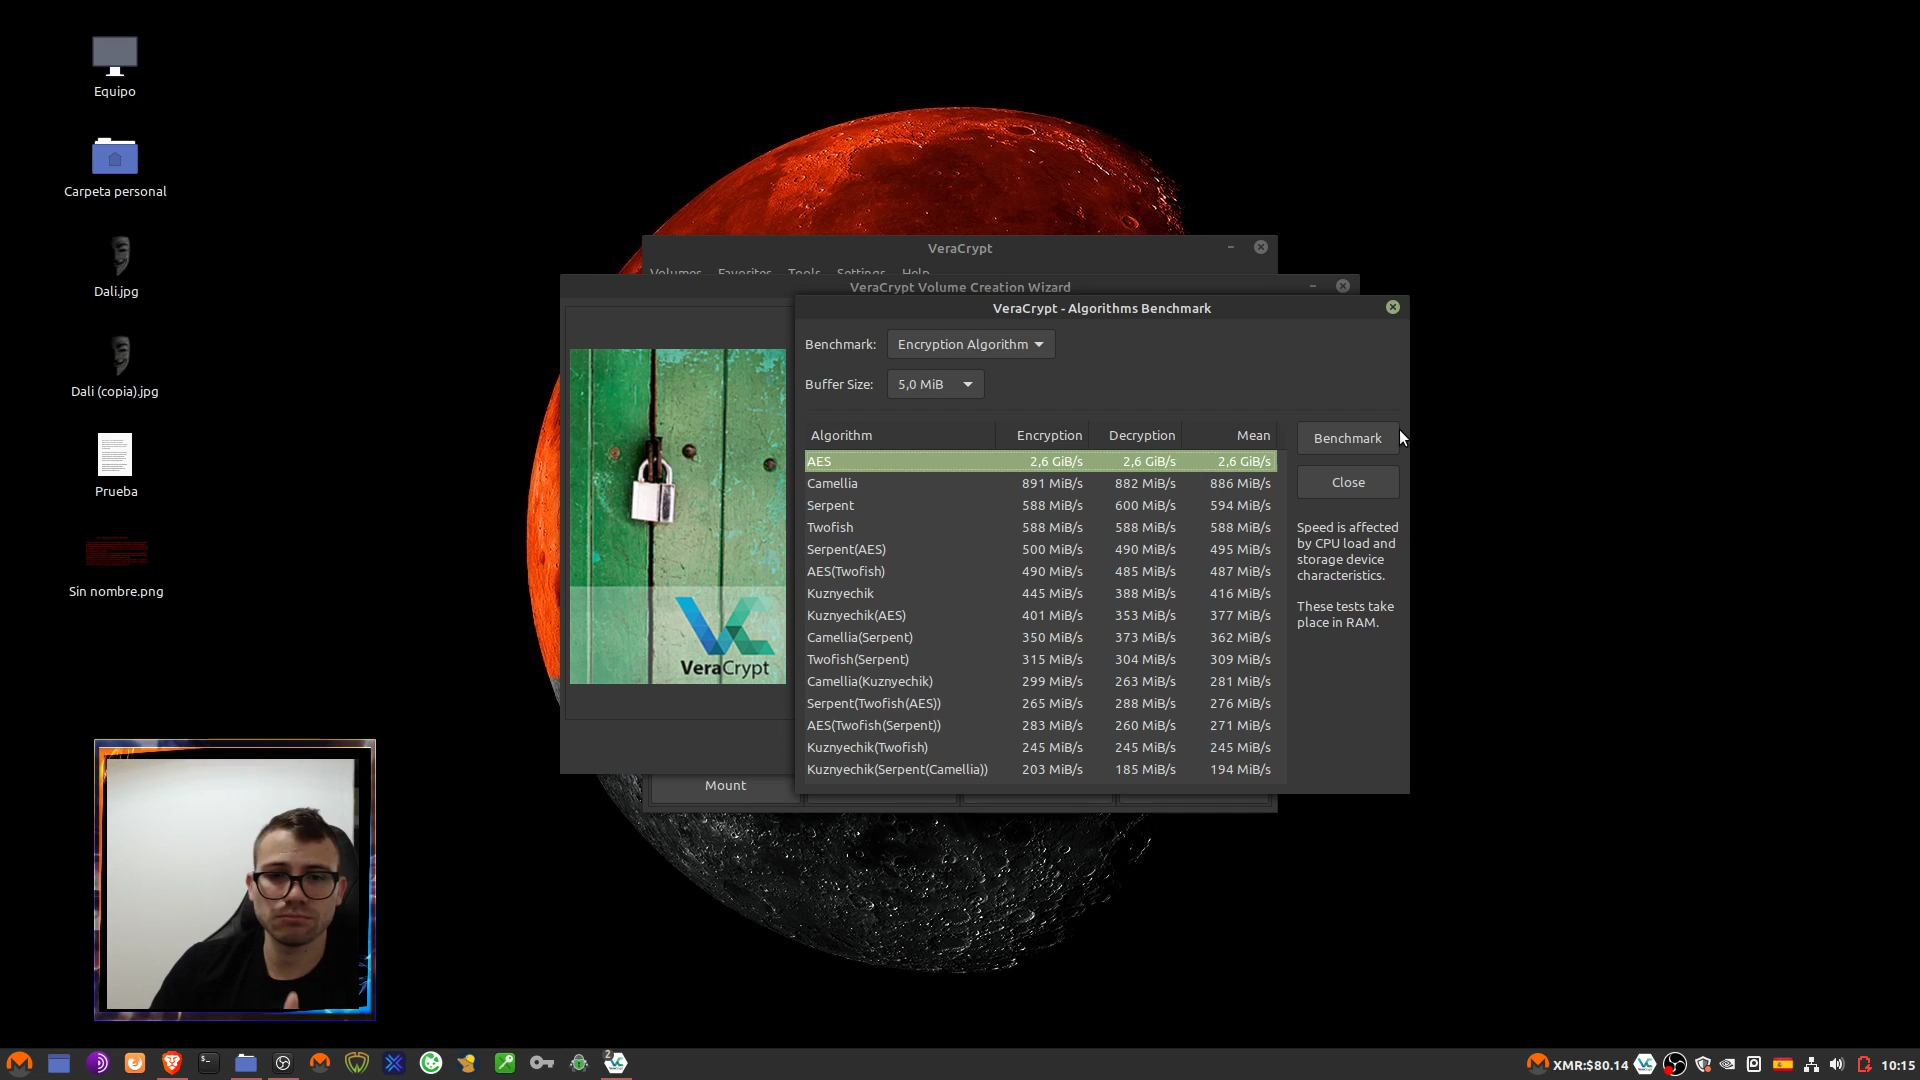 Equipo
Carpeta personal
Dali.jpg
Dali (copia).jpg
Prueba
Sin nombre.png
VeraCrypt
Volumes Favorites Tools Settings Help
VeraCrypt Volume Creation Wizard
VeraCrypt - Algorithms Benchmark
Benchmark: Encryption Algorithm
Buffer Size: 5,0 MiB
Algorithm Encryption Decryption Mean
AES 2,6 GiB/s 2,6 GiB/s 2,6 GiB/s
Camellia 891 MiB/s 882 MiB/s 886 MiB/s
Serpent 588 MiB/s 600 MiB/s 594 MiB/s
Twofish 588 MiB/s 588 MiB/s 588 MiB/s
Serpent(AES) 500 MiB/s 490 MiB/s 495 MiB/s
AES(Twofish) 490 MiB/s 485 MiB/s 487 MiB/s
Kuznyechik 445 MiB/s 388 MiB/s 416 MiB/s
Kuznyechik(AES) 401 MiB/s 353 MiB/s 377 MiB/s
Camellia(Serpent) 350 MiB/s 373 MiB/s 362 MiB/s
Twofish(Serpent) 315 MiB/s 304 MiB/s 309 MiB/s
Camellia(Kuznyechik) 299 MiB/s 263 MiB/s 281 MiB/s
Serpent(Twofish(AES)) 265 MiB/s 288 MiB/s 276 MiB/s
AES(Twofish(Serpent)) 283 MiB/s 260 MiB/s 271 MiB/s
Kuznyechik(Twofish) 245 MiB/s 245 MiB/s 245 MiB/s
Kuznyechik(Serpent(Camellia)) 203 MiB/s 185 MiB/s 194 MiB/s
Benchmark
Close
Speed is affected
by CPU load and
storage device
characteristics.
These tests take
place in RAM.
VeraCrypt
Mount
2
XMR:$80.14
10:15